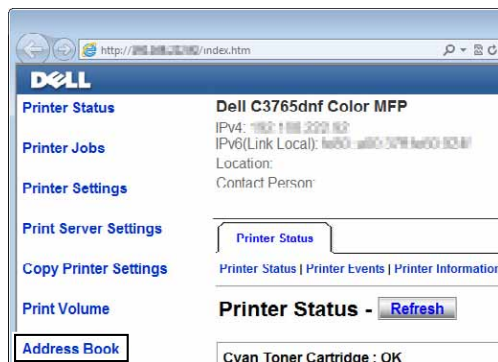 http:// /index.htm
DELL
Printer Status
Printer Jobs
Printer Settings
Print Server Settings
Copy Printer Settings
Print Volume
Address Book
Dell C3765dnf Color MFP
IPv4:
IPv6(Link Local):
Location:
Contact Person:
Printer Status
Printer Status | Printer Events | Printer Information
Printer Status - Refresh
Cyan Toner Cartridge : OK